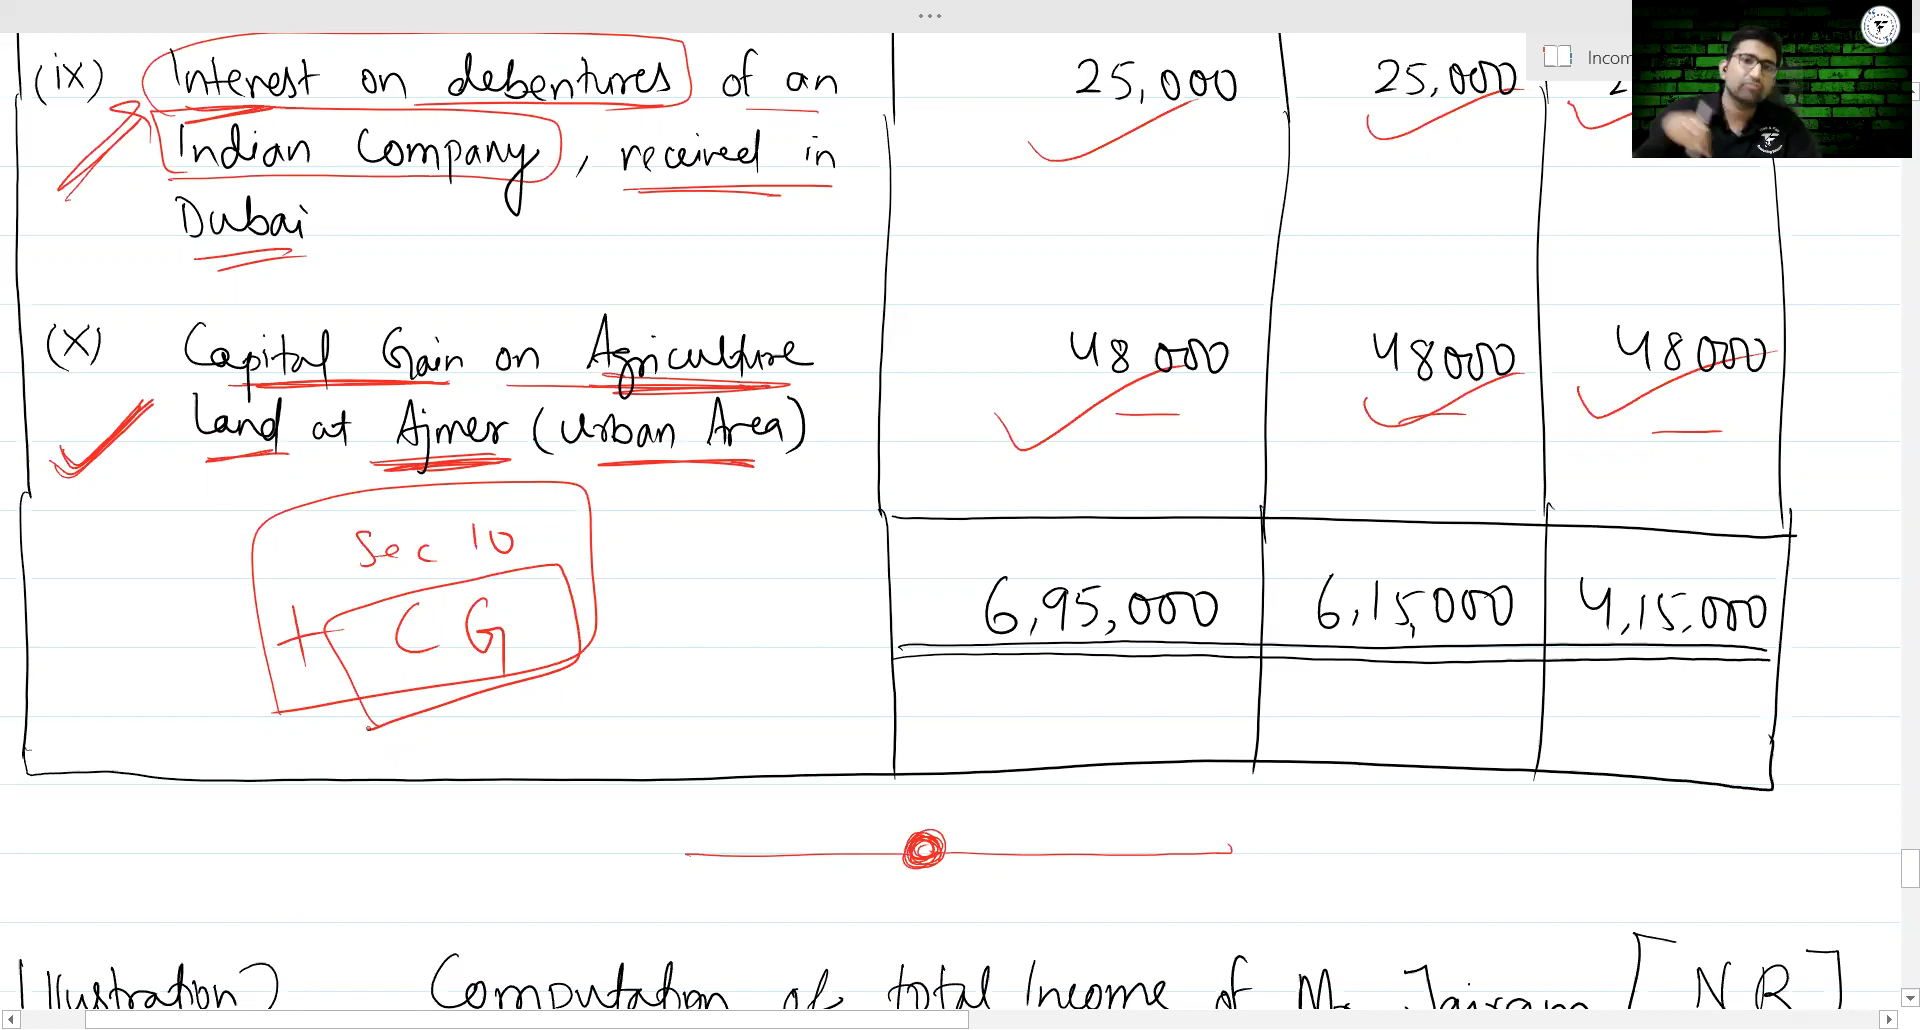 Incom
(ix) Interest on debentures of an 25,000 25,000
Indian Company, received in
Dubai
(X) Capital Gain on Agriculture 48000 48000 48000
Land at Ajmer (Urban Area)
Sec 10
+ CG
6,95,000 6,15,000 4,15,000
Illustration 7 Computation of total Income of Mr. Jairam [NR]